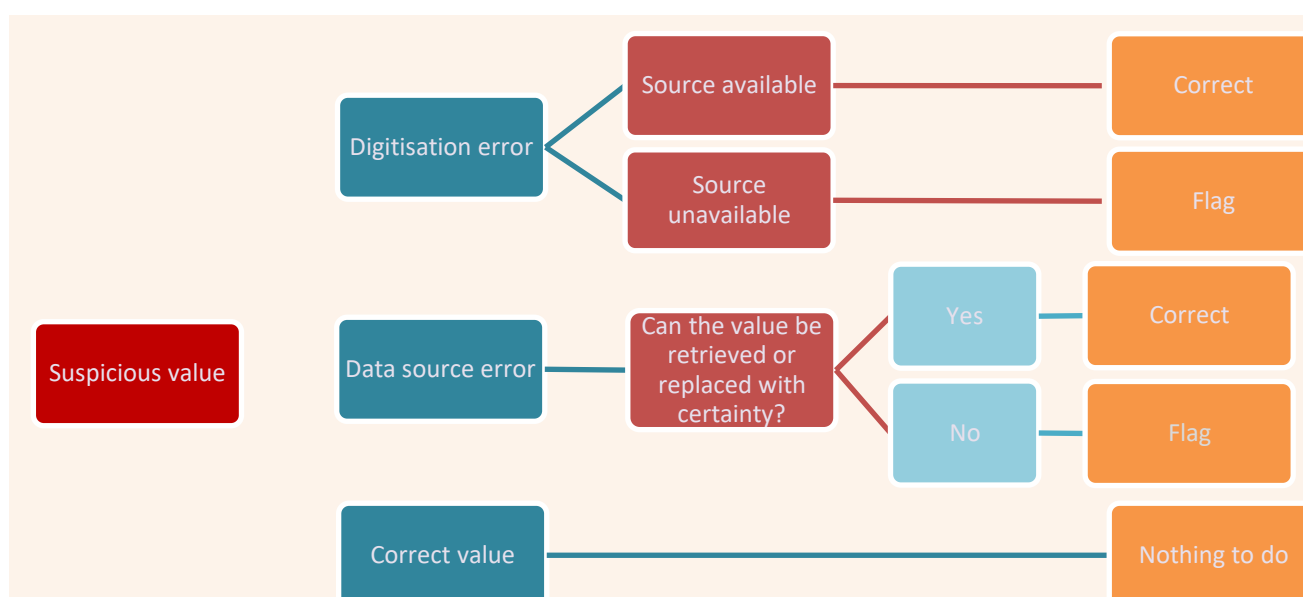 Source available
Correct
Digitisation error
Source
unavailable
Flag
Suspicious value
Data source error
Can the value be
retrieved or
replaced with
certainty?
Yes
Correct
No
Flag
Correct value
Nothing to do